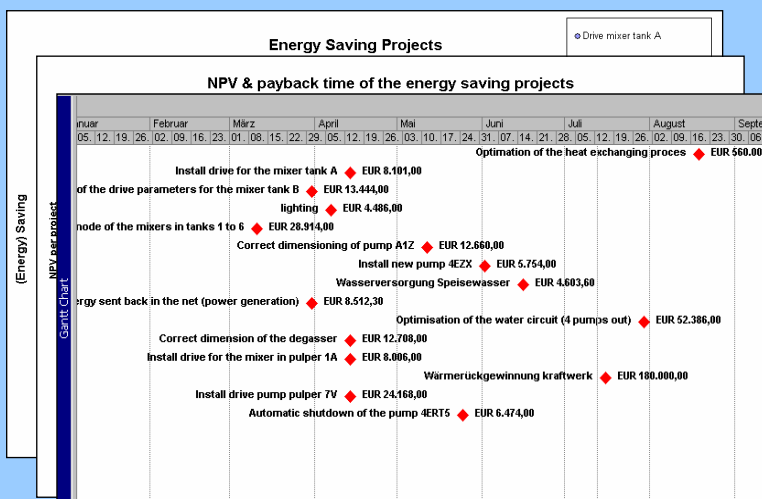 Drive mixer tank A
Energy Saving Projects
NPV & payback time of the energy saving projects
(Energy) Saving
NPV per project
Gantt Chart
nuar Februar März April Mai Juni Juli August Septe
05. 12. 19. 26. 02. 09. 16. 23. 01. 08. 15. 22. 29. 05. 12. 19. 26. 03. 10. 17. 24. 31. 07. 14. 21. 28. 05. 12. 19. 26. 02. 09. 16. 23. 30. 06.
Optimation of the heat exchanging proces EUR 560.00
Install drive for the mixer tank A EUR 8.101,00
of the drive parameters for the mixer tank B EUR 13.444,00
lighting EUR 4.486,00
node of the mixers in tanks 1 to 6 EUR 28.914,00
Correct dimensioning of pump A1Z EUR 12.660,00
Install new pump 4EZX EUR 5.754,00
Wasserversorgung Speisewasser EUR 4.603,60
ergy sent back in the net (power generation) EUR 8.512,30
Optimisation of the water circuit (4 pumps out) EUR 52.386,00
Correct dimension of the degasser EUR 12.708,00
Install drive for the mixer in pulper 1A EUR 8.006,00
Wärmerückgewinnung kraftwerk EUR 180.000,00
Install drive pump pulper 7V EUR 24.168,00
Automatic shutdown of the pump 4ERT5 EUR 6.474,00